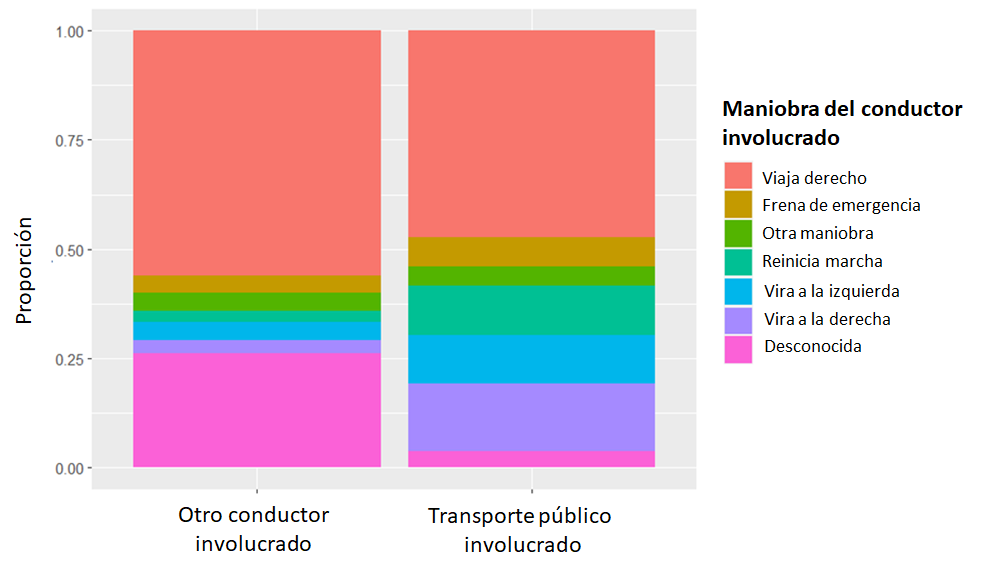 Proporción
1.00
0.75
0.50
0.25
0.00
Otro conductor
involucrado
Transporte público
involucrado
Maniobra del conductor
involucrado
Viaja derecho
Frena de emergencia
Otra maniobra
Reinicia marcha
Vira a la izquierda
Vira a la derecha
Desconocida